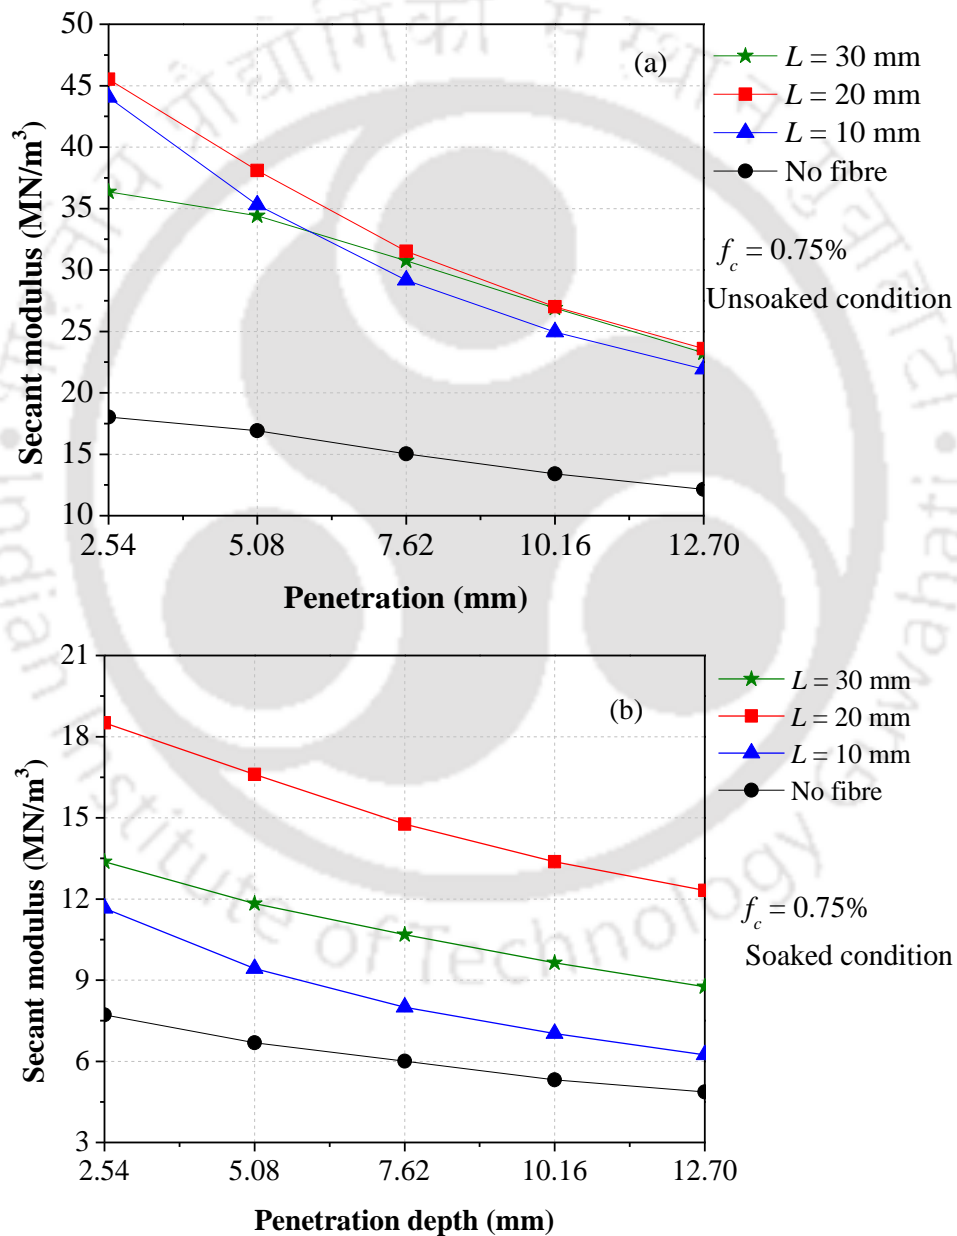 50
45
40
35
30
25
20
15
10
Secant modulus (MN/m³)
(a)
L = 30 mm
L = 20 mm
L = 10 mm
No fibre
f_c = 0.75%
Unsoaked condition
2.54 5.08 7.62 10.16 12.70
Penetration (mm)
21
18
15
12
9
6
3
Secant modulus (MN/m³)
(b)
L = 30 mm
L = 20 mm
L = 10 mm
No fibre
f_c = 0.75%
Soaked condition
2.54 5.08 7.62 10.16 12.70
Penetration depth (mm)
Indian Institute of Technology Guwahati